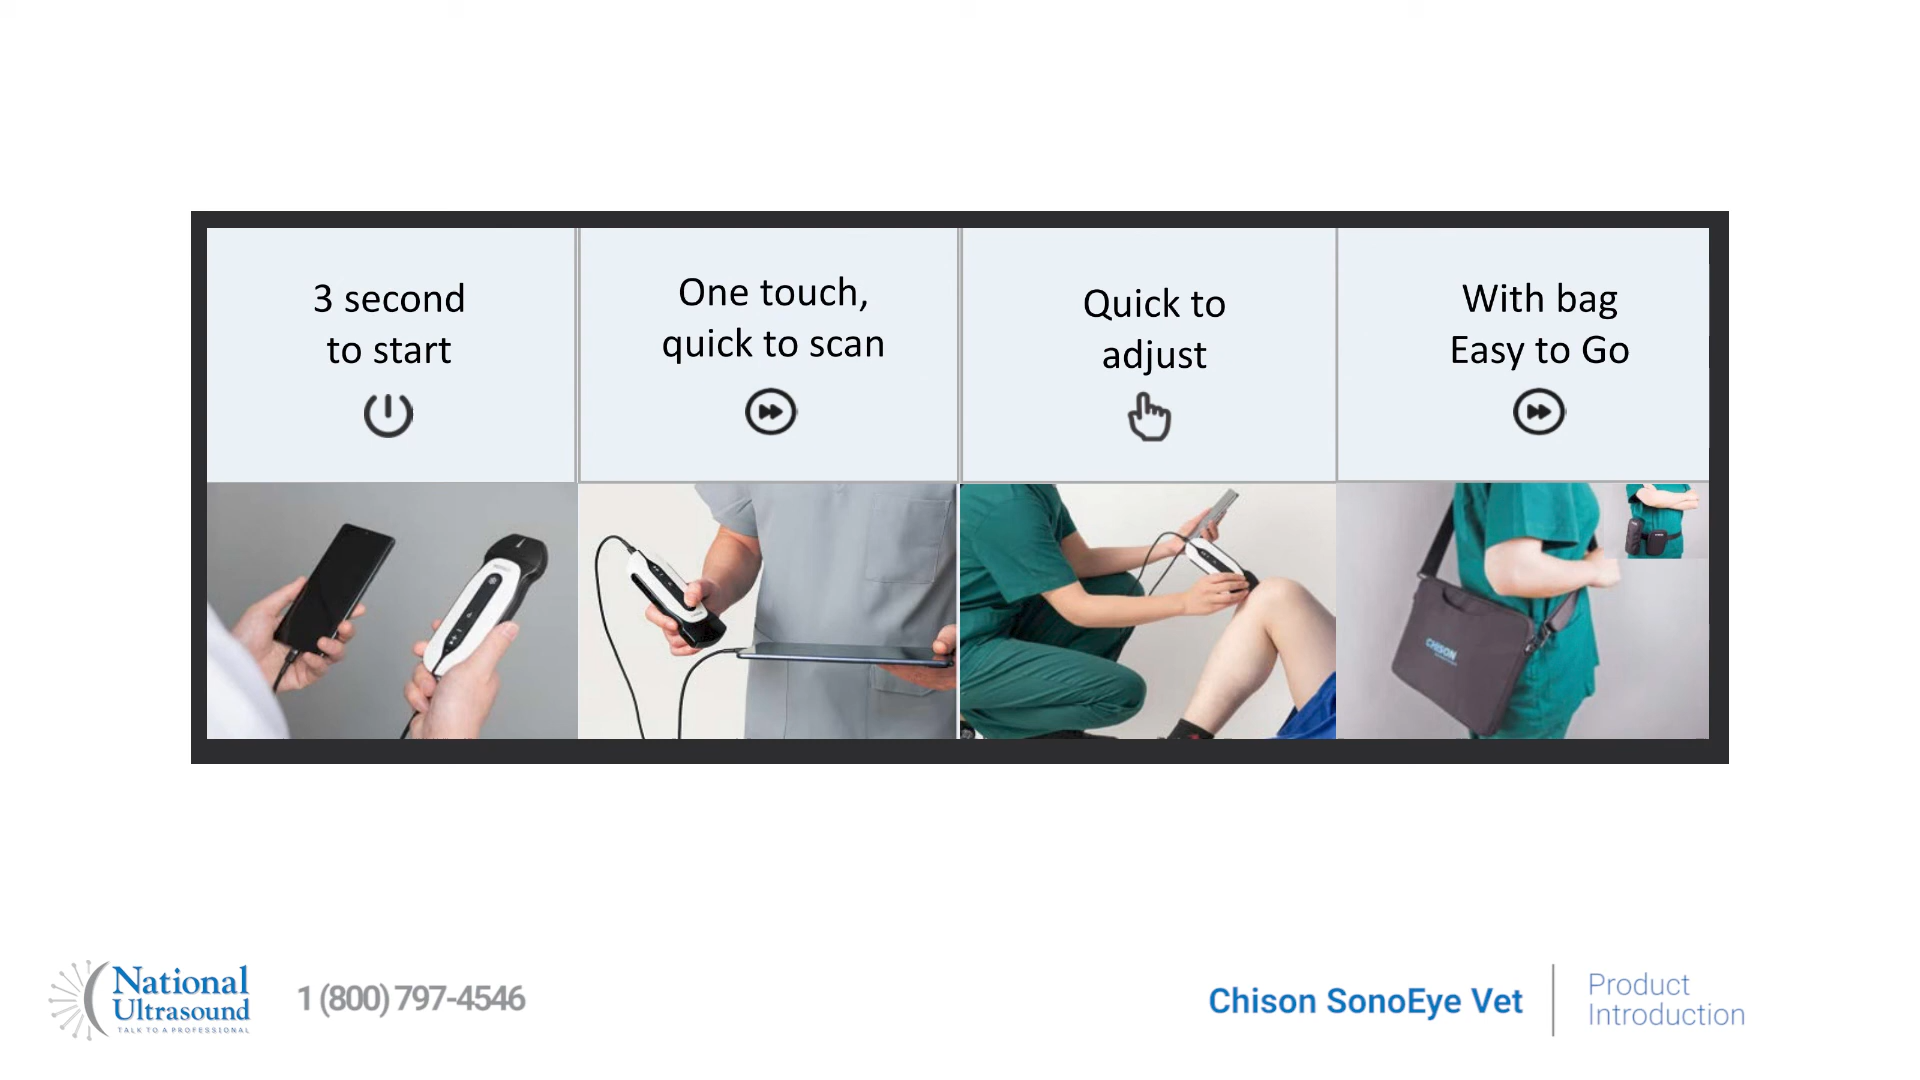 3 second
to start
One touch,
quick to scan
Quick to
adjust
With bag
Easy to Go
CHISON
National
Ultrasound
TALK TO A PROFESSIONAL
1 (800) 797-4546
Chison SonoEye Vet
Product
Introduction